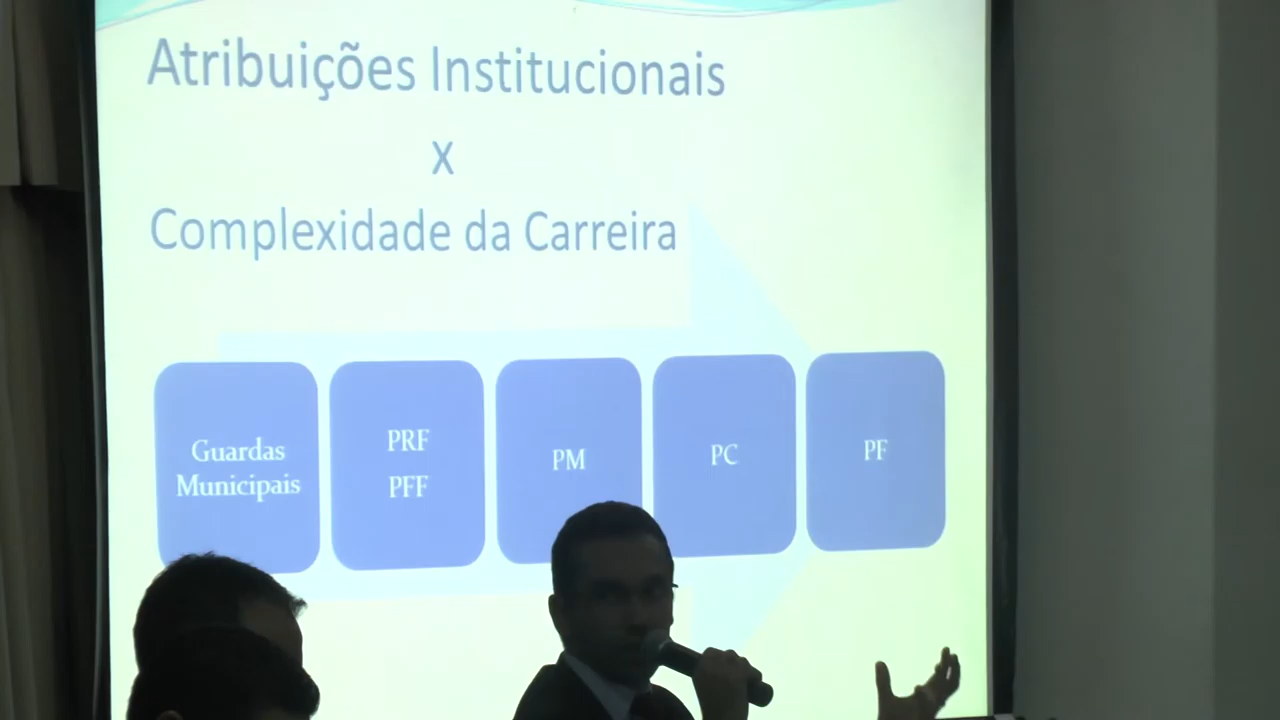 Atribuições Institucionais
x
Complexidade da Carreira
Guardas
Municipais
PRF
PFF
PM
PC
PF